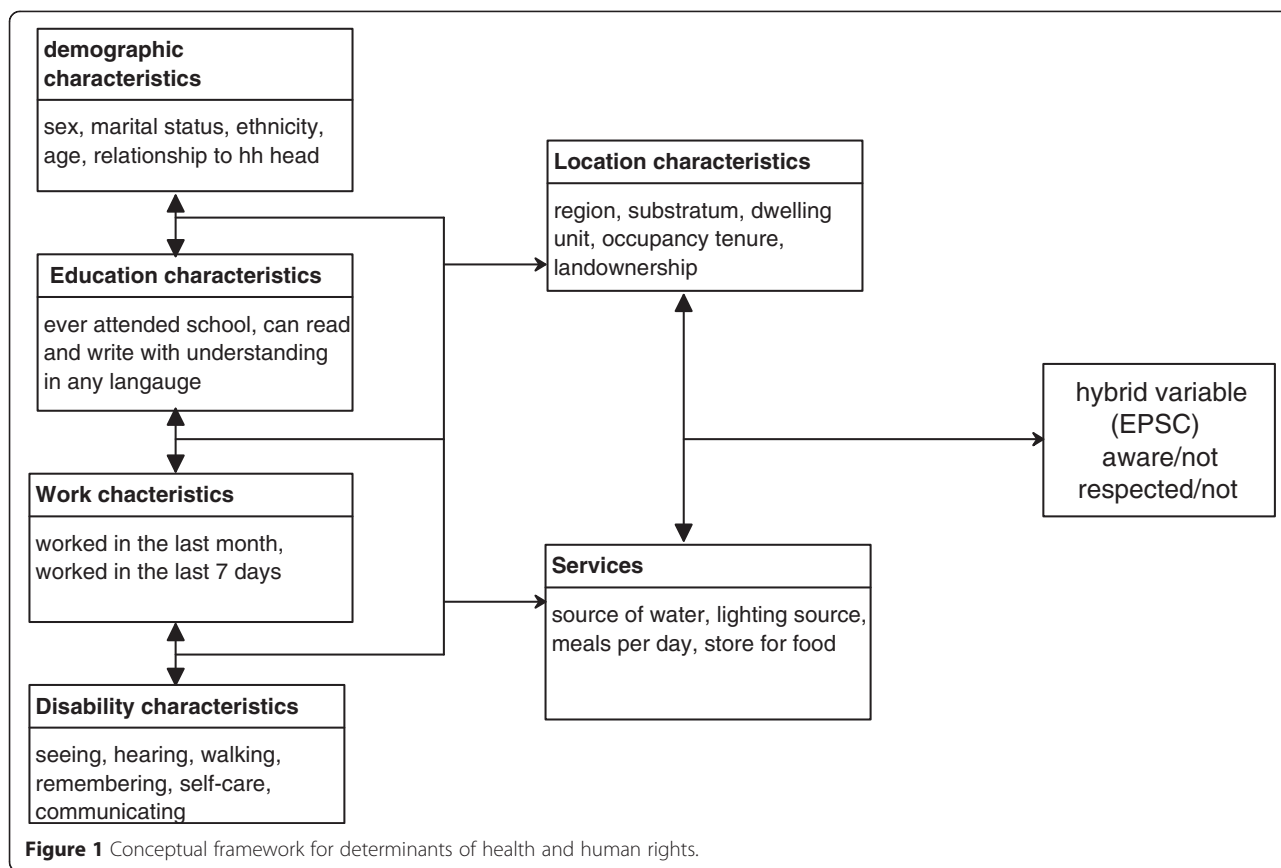 demographic
characteristics
sex, marital status, ethnicity,
age, relationship to hh head
Education characteristics
ever attended school, can read
and write with understanding
in any langauge
Work chacteristics
worked in the last month,
worked in the last 7 days
Disability characteristics
seeing, hearing, walking,
remembering, self-care,
communicating
Location characteristics
region, substratum, dwelling
unit, occupancy tenure,
landownership
Services
source of water, lighting source,
meals per day, store for food
hybrid variable
(EPSC)
aware/not
respected/not
Figure 1 Conceptual framework for determinants of health and human rights.